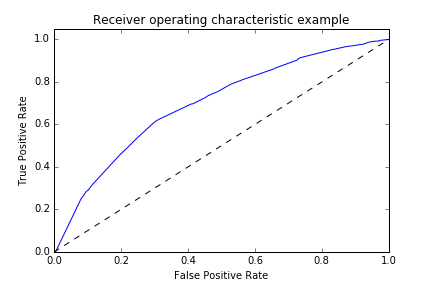 Receiver operating characteristic example
1.0
0.8
0.6
0.4
0.2
0.0
True Positive Rate
0.0 0.2 0.4 0.6 0.8 1.0
False Positive Rate